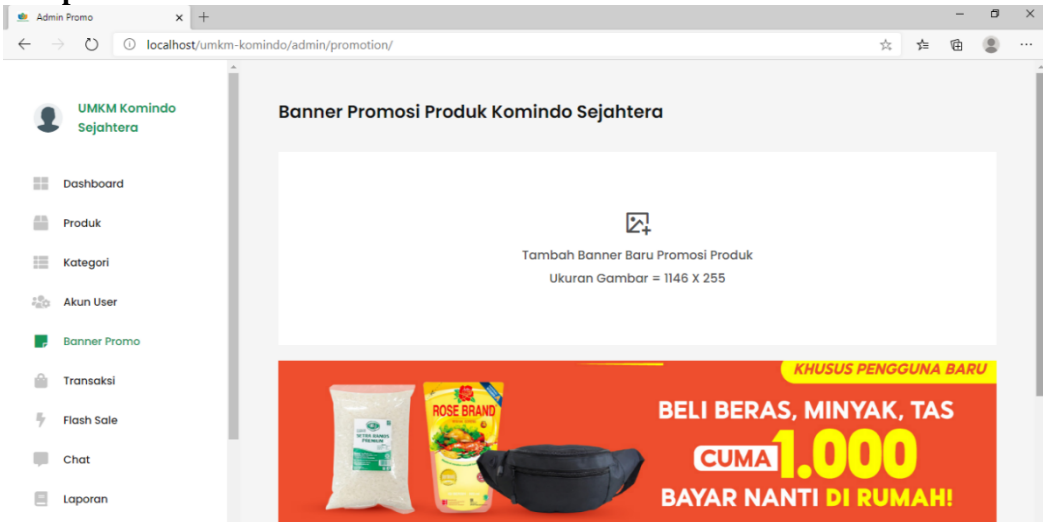 Admin Promo
localhost/umkm-komindo/admin/promotion/
UMKM Komindo
Sejahtera
Dashboard
Produk
Kategori
Akun User
Banner Promo
Transaksi
Flash Sale
Chat
Laporan
Banner Promosi Produk Komindo Sejahtera
Tambah Banner Baru Promosi Produk
Ukuran Gambar = 1146 X 255
KHUSUS PENGGUNA BARU
ROSE BRAND
BELI BERAS, MINYAK, TAS
CUMA 1.000
BAYAR NANTI DI RUMAH!